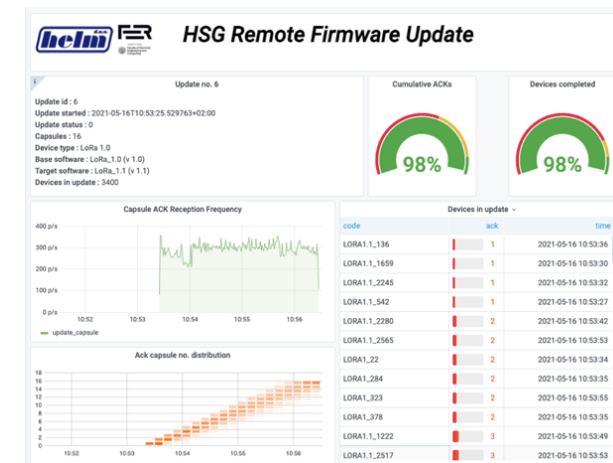 helm d.o.o.
FER
HSG Remote Firmware Update
i
Update no. 6
Update id : 6
Update started : 2021-05-16T10:53:25.529763+02:00
Update status : 0
Capsules : 16
Device type : LoRa 1.0
Base software : LoRa_1.0 (v 1.0)
Target software : LoRa_1.1 (v 1.1)
Devices in update : 3400
Cumulative ACKs
98%
Devices completed
98%
Capsule ACK Reception Frequency
400 p/s
300 p/s
200 p/s
100 p/s
0 p/s
10:52 10:53 10:54 10:55 10:56
update_capsule
Ack capsule no. distribution
18
16
14
12
10
8
6
4
2
0
10:52 10:53 10:54 10:55 10:56
Devices in update
code ack time
LORA1.1_136 1 2021-05-16 10:53:36
LORA1.1_1659 1 2021-05-16 10:53:30
LORA1.1_2245 1 2021-05-16 10:53:32
LORA1.1_542 1 2021-05-16 10:53:27
LORA1.1_2280 2 2021-05-16 10:53:42
LORA1.1_2565 2 2021-05-16 10:53:53
LORA1_22 2 2021-05-16 10:53:34
LORA1_284 2 2021-05-16 10:53:35
LORA1_323 2 2021-05-16 10:53:55
LORA1_378 2 2021-05-16 10:53:35
LORA1.1_1222 3 2021-05-16 10:53:49
LORA1.1_2517 3 2021-05-16 10:53:53